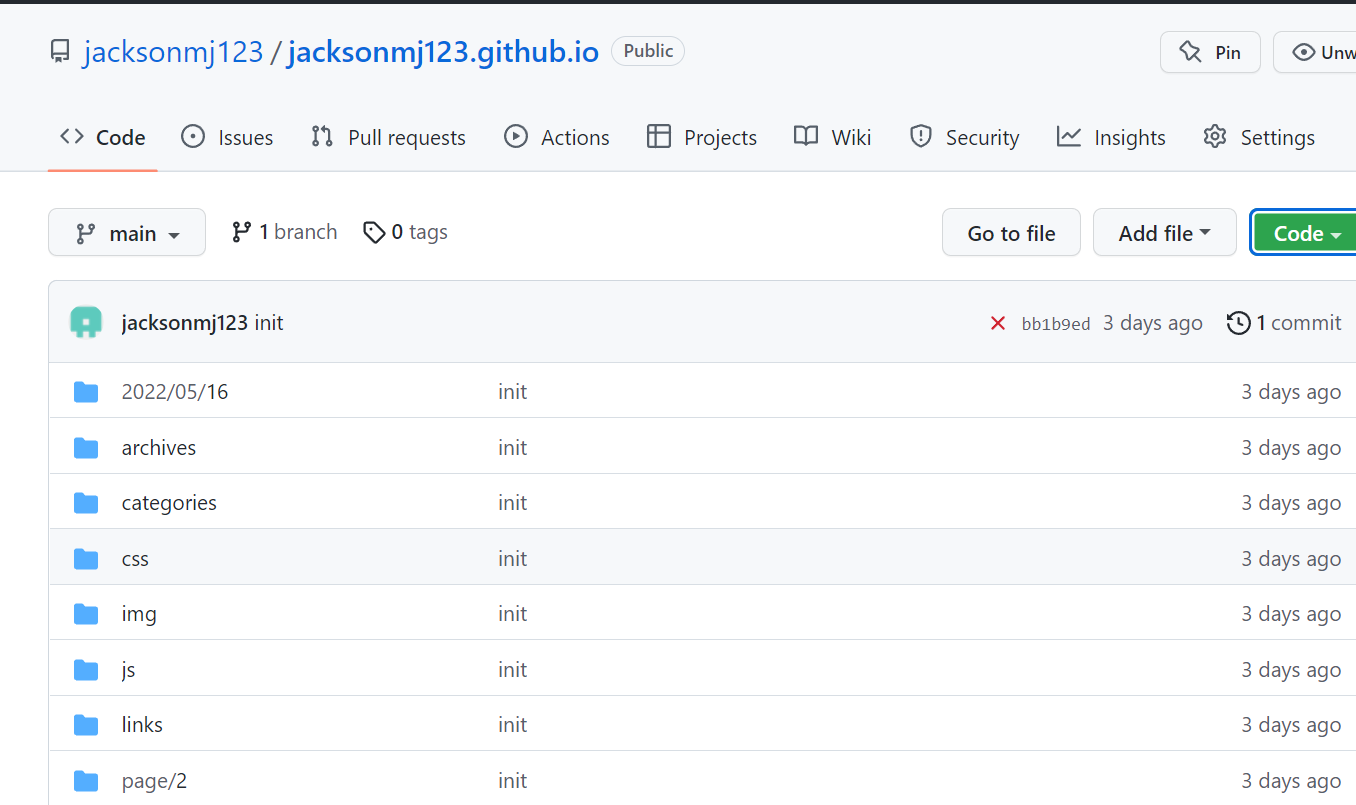 jacksonmj123 / jacksonmj123.github.io Public Pin Unw
Code Issues Pull requests Actions Projects Wiki Security Insights Settings
main 1 branch 0 tags Go to file Add file Code
jacksonmj123 init bb1b9ed 3 days ago 1 commit
2022/05/16 init 3 days ago
archives init 3 days ago
categories init 3 days ago
css init 3 days ago
img init 3 days ago
js init 3 days ago
links init 3 days ago
page/2 init 3 days ago